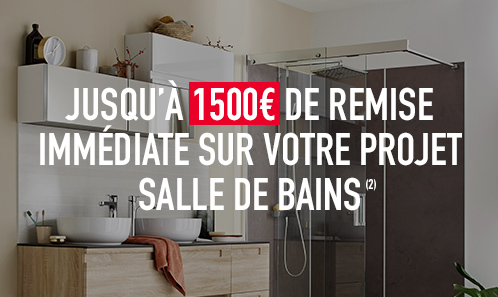 JUSQU'À 1500€ DE REMISE
IMMÉDIATE SUR VOTRE PROJET
SALLE DE BAINS (2)